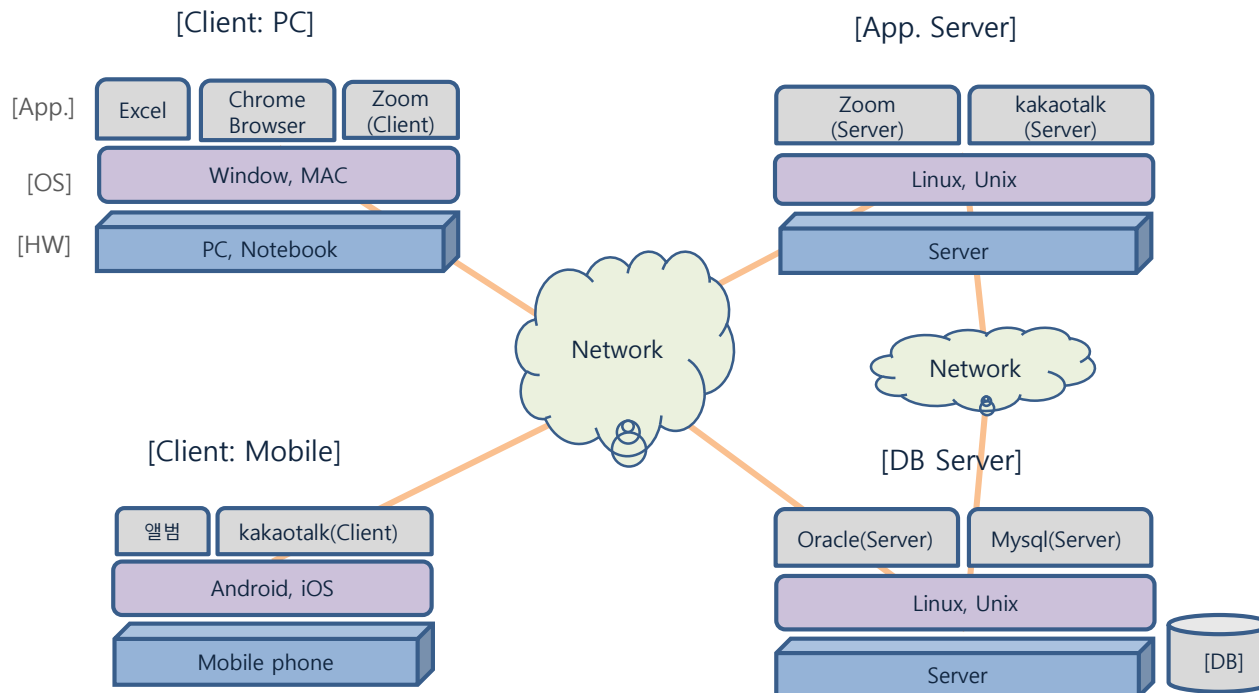 [Client: PC]
[App. Server]
[App.]
Excel
Chrome
Browser
Zoom
(Client)
Zoom
(Server)
kakaotalk
(Server)
[OS]
Window, MAC
Linux, Unix
[HW]
PC, Notebook
Server
Network
Network
[Client: Mobile]
[DB Server]
앨범
kakaotalk(Client)
Oracle(Server)
Mysql(Server)
Android, iOS
Linux, Unix
Mobile phone
Server
[DB]